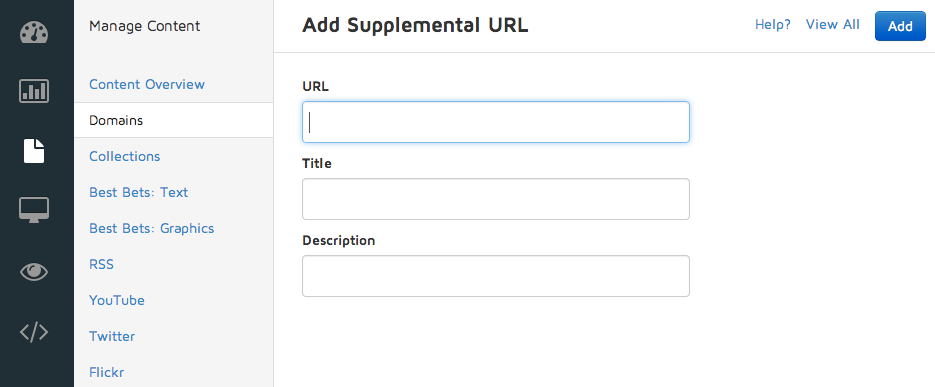 Manage Content
Content Overview
Domains
Collections
Best Bets: Text
Best Bets: Graphics
RSS
YouTube
Twitter
Flickr
Add Supplemental URL
Help? View All Add
URL
Title
Description